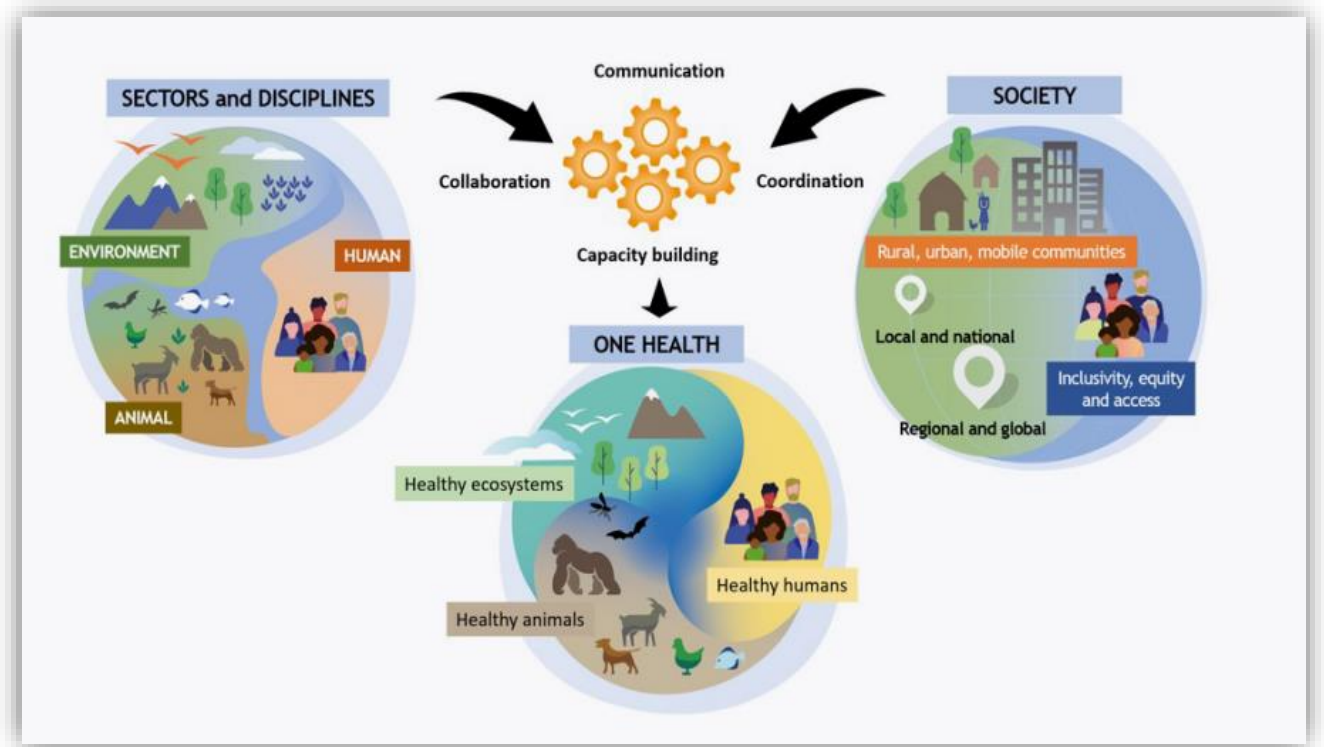 SECTORS and DISCIPLINES
ENVIRONMENT
HUMAN
ANIMAL
Communication
Collaboration
Coordination
Capacity building
SOCIETY
Rural, urban, mobile communities
Local and national
Inclusivity, equity
and access
Regional and global
ONE HEALTH
Healthy ecosystems
Healthy humans
Healthy animals